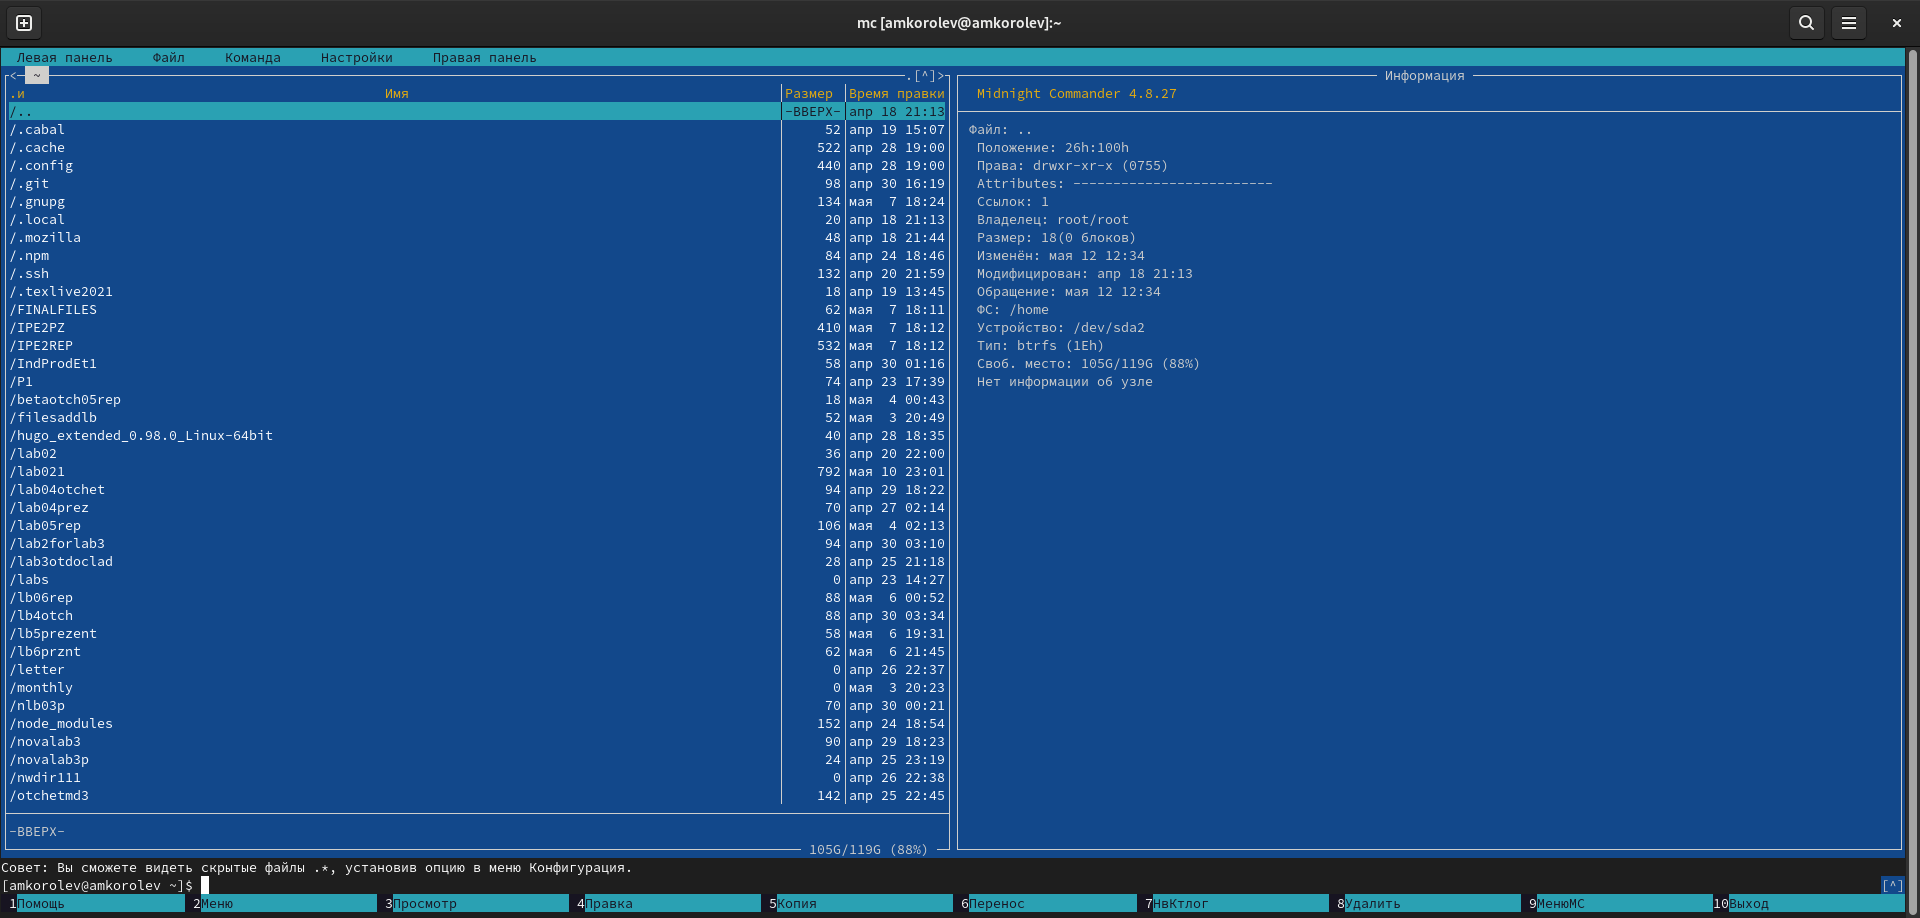 mc [amkorolev@amkorolev]:~
Левая панель Файл Команда Настройки Правая панель
<─ ~ .[^]>
.и Имя Размер Время правки
/.. -ВВЕРХ- апр 18 21:13
/.cabal 52 апр 19 15:07
/.cache 522 апр 28 19:00
/.config 440 апр 28 19:00
/.git 98 апр 30 16:19
/.gnupg 134 мая 7 18:24
/.local 20 апр 18 21:13
/.mozilla 48 апр 18 21:44
/.npm 84 апр 24 18:46
/.ssh 132 апр 20 21:59
/.texlive2021 18 апр 19 13:45
/FINALFILES 62 мая 7 18:11
/IPE2PZ 410 мая 7 18:12
/IPE2REP 532 мая 7 18:12
/IndProdEt1 58 апр 30 01:16
/P1 74 апр 23 17:39
/betaotch05rep 18 мая 4 00:43
/filesaddlb 52 мая 3 20:49
/hugo_extended_0.98.0_Linux-64bit 40 апр 28 18:35
/lab02 36 апр 20 22:00
/lab021 792 мая 10 23:01
/lab04otchet 94 апр 29 18:22
/lab04prez 70 апр 27 02:14
/lab05rep 106 мая 4 02:13
/lab2forlab3 94 апр 30 03:10
/lab3otdoclad 28 апр 25 21:18
/labs 0 апр 23 14:27
/lb06rep 88 мая 6 00:52
/lb4otch 88 апр 30 03:34
/lb5prezent 58 мая 6 19:31
/lb6prznt 62 мая 6 21:45
/letter 0 апр 26 22:37
/monthly 0 мая 3 20:23
/nlb03p 70 апр 30 00:21
/node_modules 152 апр 24 18:54
/novalab3 90 апр 29 18:23
/novalab3p 24 апр 25 23:19
/nwdir111 0 апр 26 22:38
/otchetmd3 142 апр 25 22:45
-ВВЕРХ-
105G/119G (88%)
Информация
Midnight Commander 4.8.27
Файл: ..
Положение: 26h:100h
Права: drwxr-xr-x (0755)
Attributes: -------------------------
Ссылок: 1
Владелец: root/root
Размер: 18(0 блоков)
Изменён: мая 12 12:34
Модифицирован: апр 18 21:13
Обращение: мая 12 12:34
ФС: /home
Устройство: /dev/sda2
Тип: btrfs (1Eh)
Своб. место: 105G/119G (88%)
Нет информации об узле
Совет: Вы сможете видеть скрытые файлы .*, установив опцию в меню Конфигурация.
[amkorolev@amkorolev ~]$ [^]
1Помощь 2Меню 3Просмотр 4Правка 5Копия 6Перенос 7НвКтлог 8Удалить 9МенюMC 10Выход